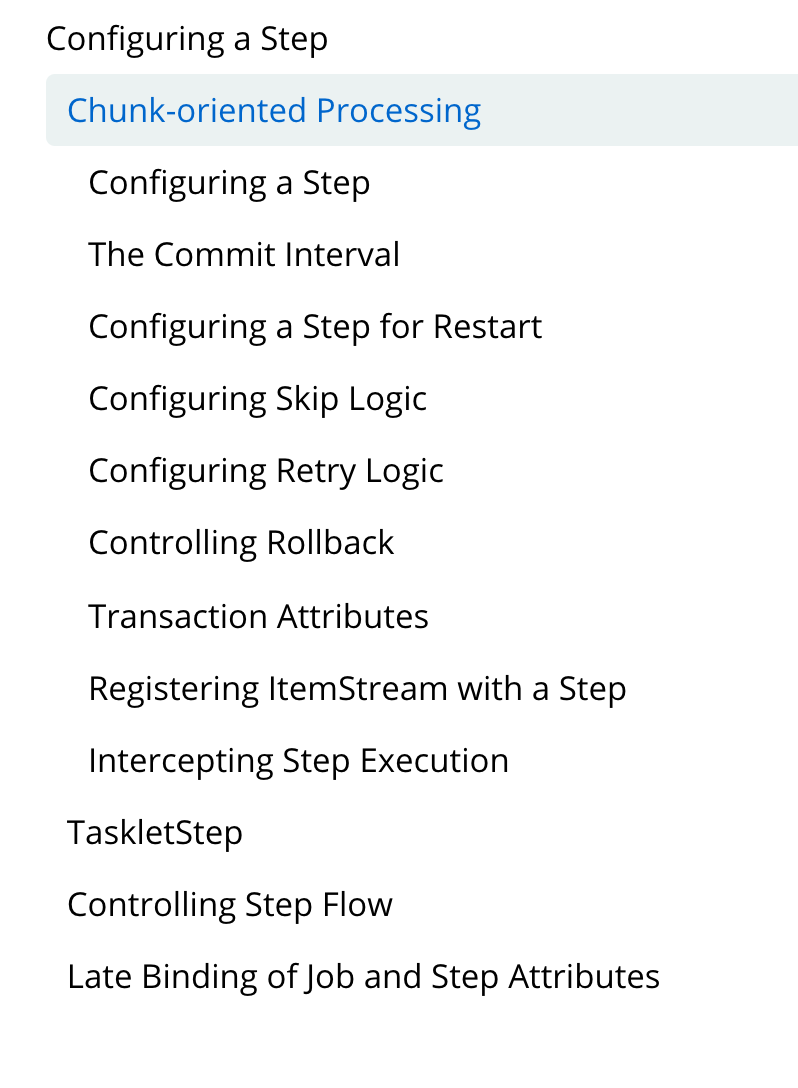 Configuring a Step
Chunk-oriented Processing
Configuring a Step
The Commit Interval
Configuring a Step for Restart
Configuring Skip Logic
Configuring Retry Logic
Controlling Rollback
Transaction Attributes
Registering ItemStream with a Step
Intercepting Step Execution
TaskletStep
Controlling Step Flow
Late Binding of Job and Step Attributes